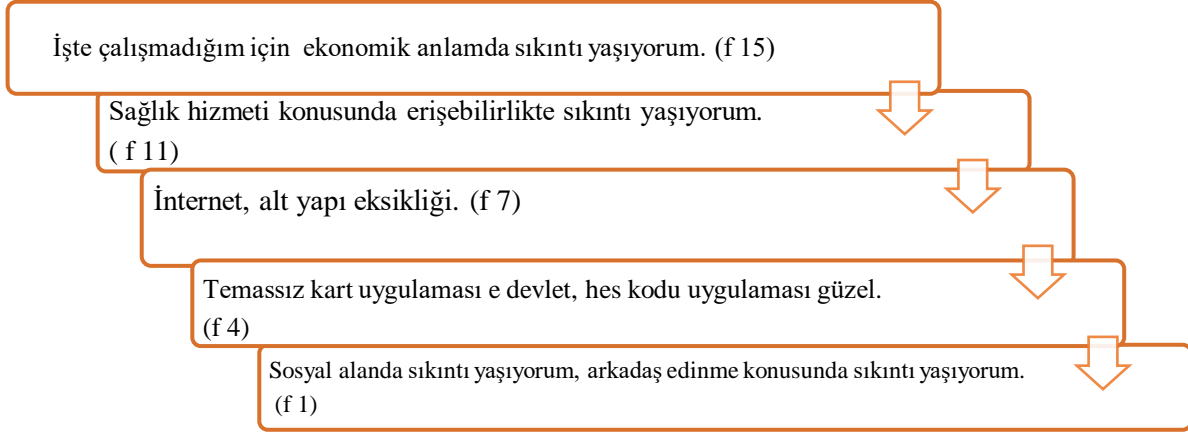 İşte çalışmadığım için ekonomik anlamda sıkıntı yaşıyorum. (f 15)
Sağlık hizmeti konusunda erişebilirlikte sıkıntı yaşıyorum.
( f 11)
İnternet, alt yapı eksikliği. (f 7)
Temassız kart uygulaması e devlet, hes kodu uygulaması güzel.
(f 4)
Sosyal alanda sıkıntı yaşıyorum, arkadaş edinme konusunda sıkıntı yaşıyorum.
(f 1)